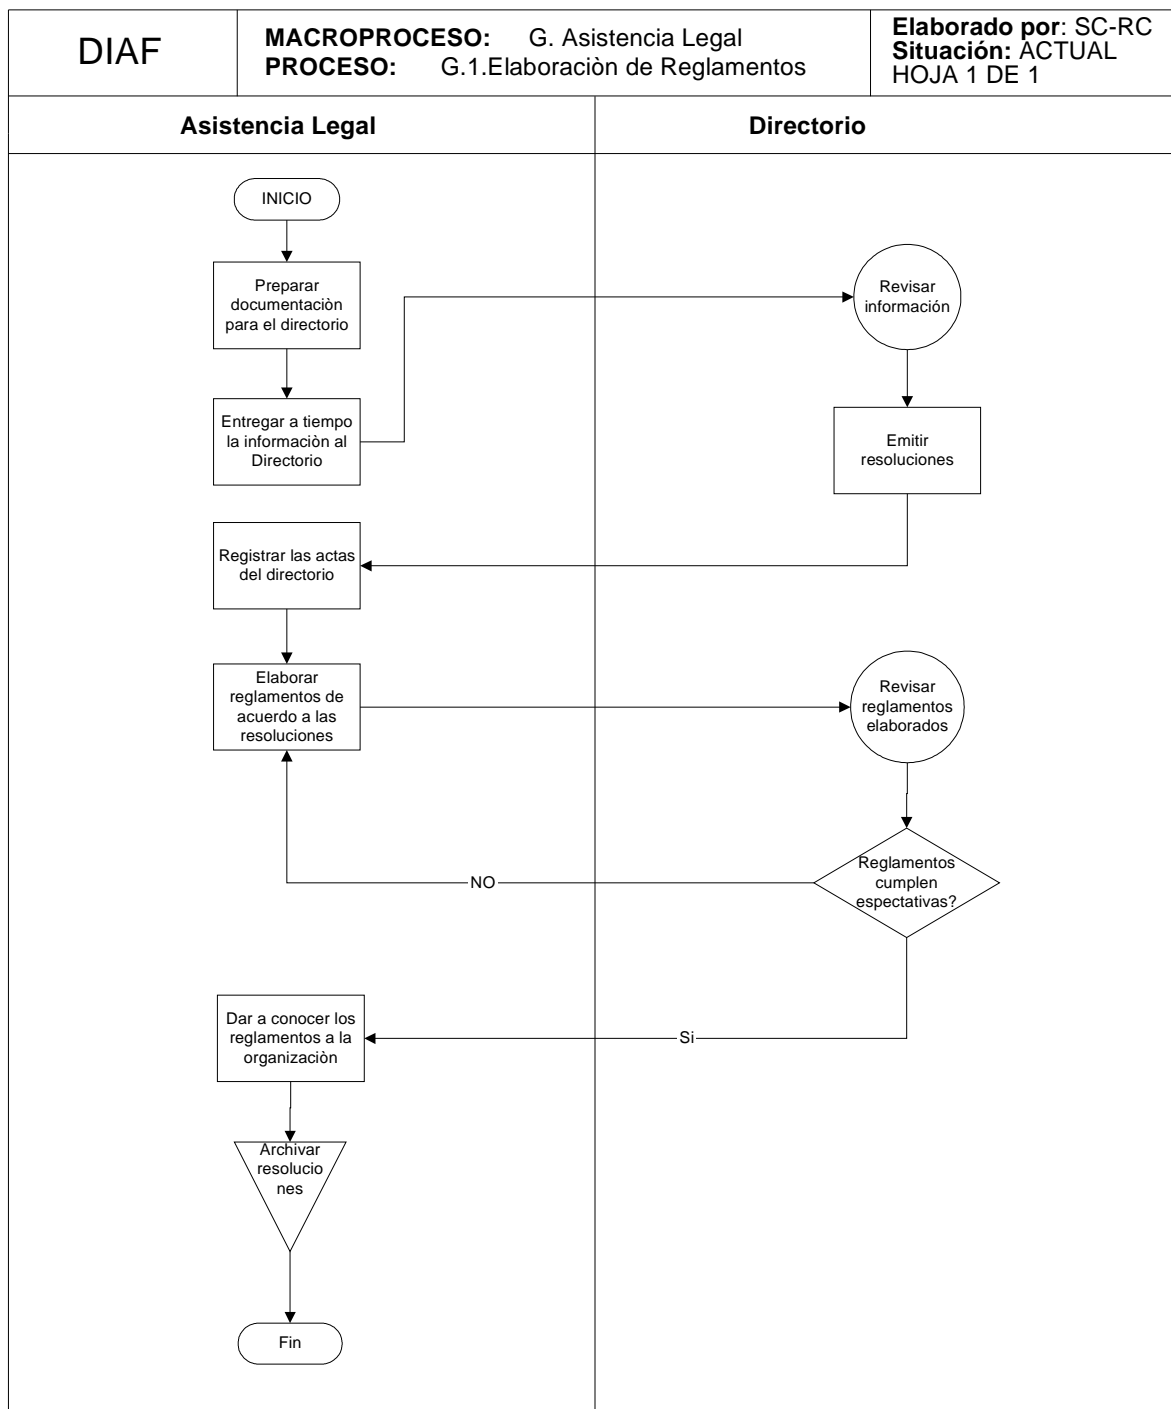 DIAF
MACROPROCESO: G. Asistencia Legal
PROCESO: G.1.Elaboraciòn de Reglamentos
Elaborado por: SC-RC
Situación: ACTUAL
HOJA 1 DE 1
Asistencia Legal
Directorio
INICIO
Preparar
documentaciòn
para el directorio
Revisar
información
Entregar a tiempo
la informaciòn al
Directorio
Emitir
resoluciones
Registrar las actas
del directorio
Elaborar
reglamentos de
acuerdo a las
resoluciones
Revisar
reglamentos
elaborados
Reglamentos
cumplen
espectativas?
NO
Si
Dar a conocer los
reglamentos a la
organizaciòn
Archivar
resolucio
nes
Fin